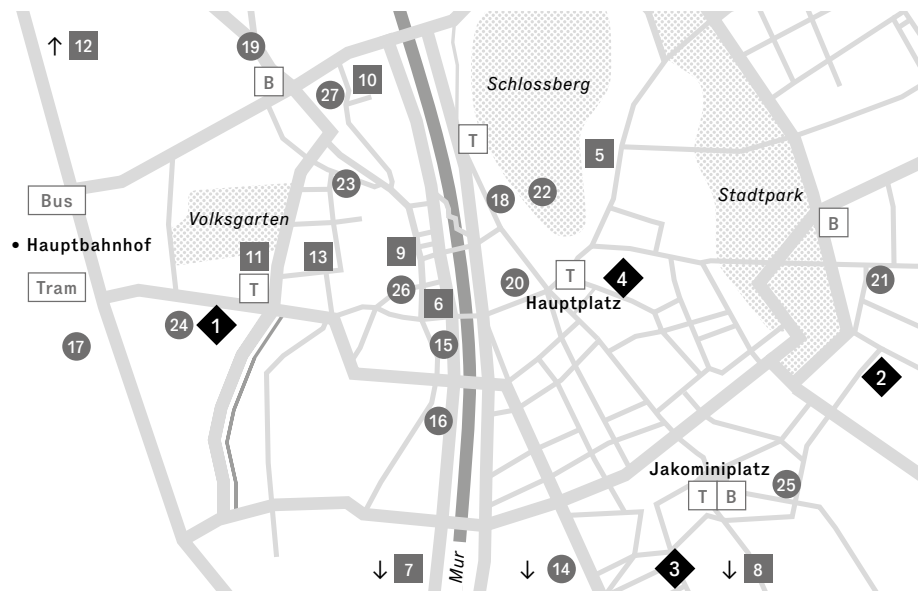 ↑ 12
19
B
27
10
Schlossberg
T
5
Bus
23
18
22
Stadtpark
Volksgarten
B
• Hauptbahnhof
11
13
9
T
4
21
Tram
T
26
6
20
Hauptplatz
24
1
17
15
2
16
Jakominiplatz
T B
25
Mur
↓ 7
↓ 14
3
↓ 8